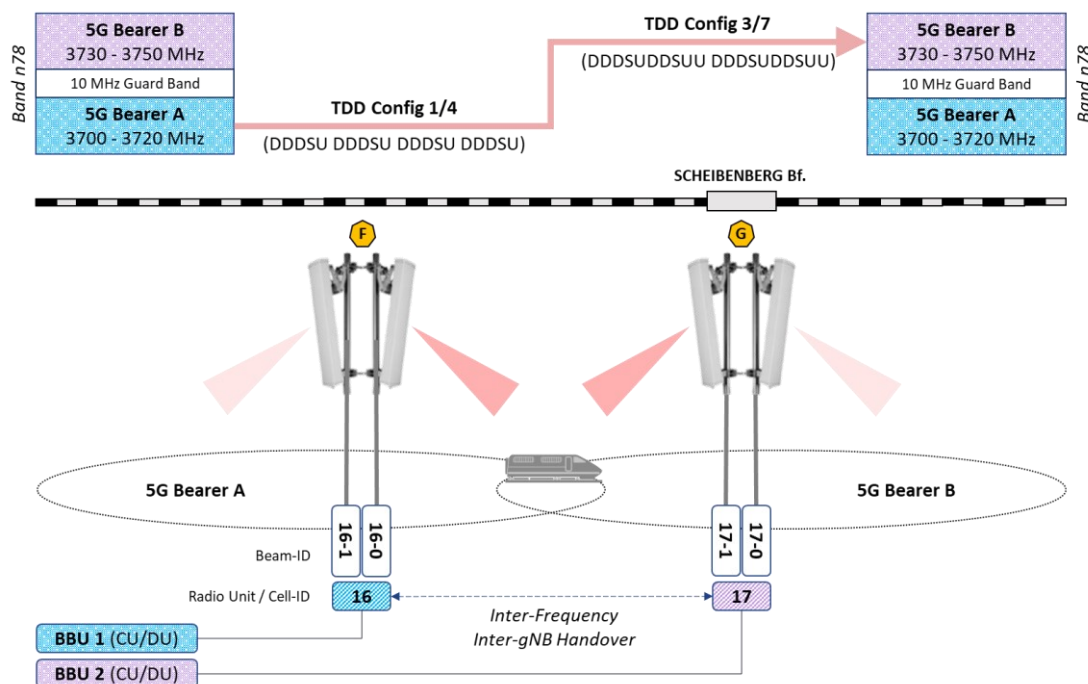 Band n78
5G Bearer B
3730 - 3750 MHz
10 MHz Guard Band
5G Bearer A
3700 - 3720 MHz
TDD Config 1/4
(DDDSU DDDSU DDDSU DDDSU)
TDD Config 3/7
(DDDSUDDSUU DDDSUDDSUU)
5G Bearer B
3730 - 3750 MHz
10 MHz Guard Band
5G Bearer A
3700 - 3720 MHz
Band n78
SCHEIBENBERG Bf.
F
G
5G Bearer A
5G Bearer B
Beam-ID
16-1
16-0
17-1
17-0
Radio Unit / Cell-ID
16
17
Inter-Frequency
Inter-gNB Handover
BBU 1 (CU/DU)
BBU 2 (CU/DU)